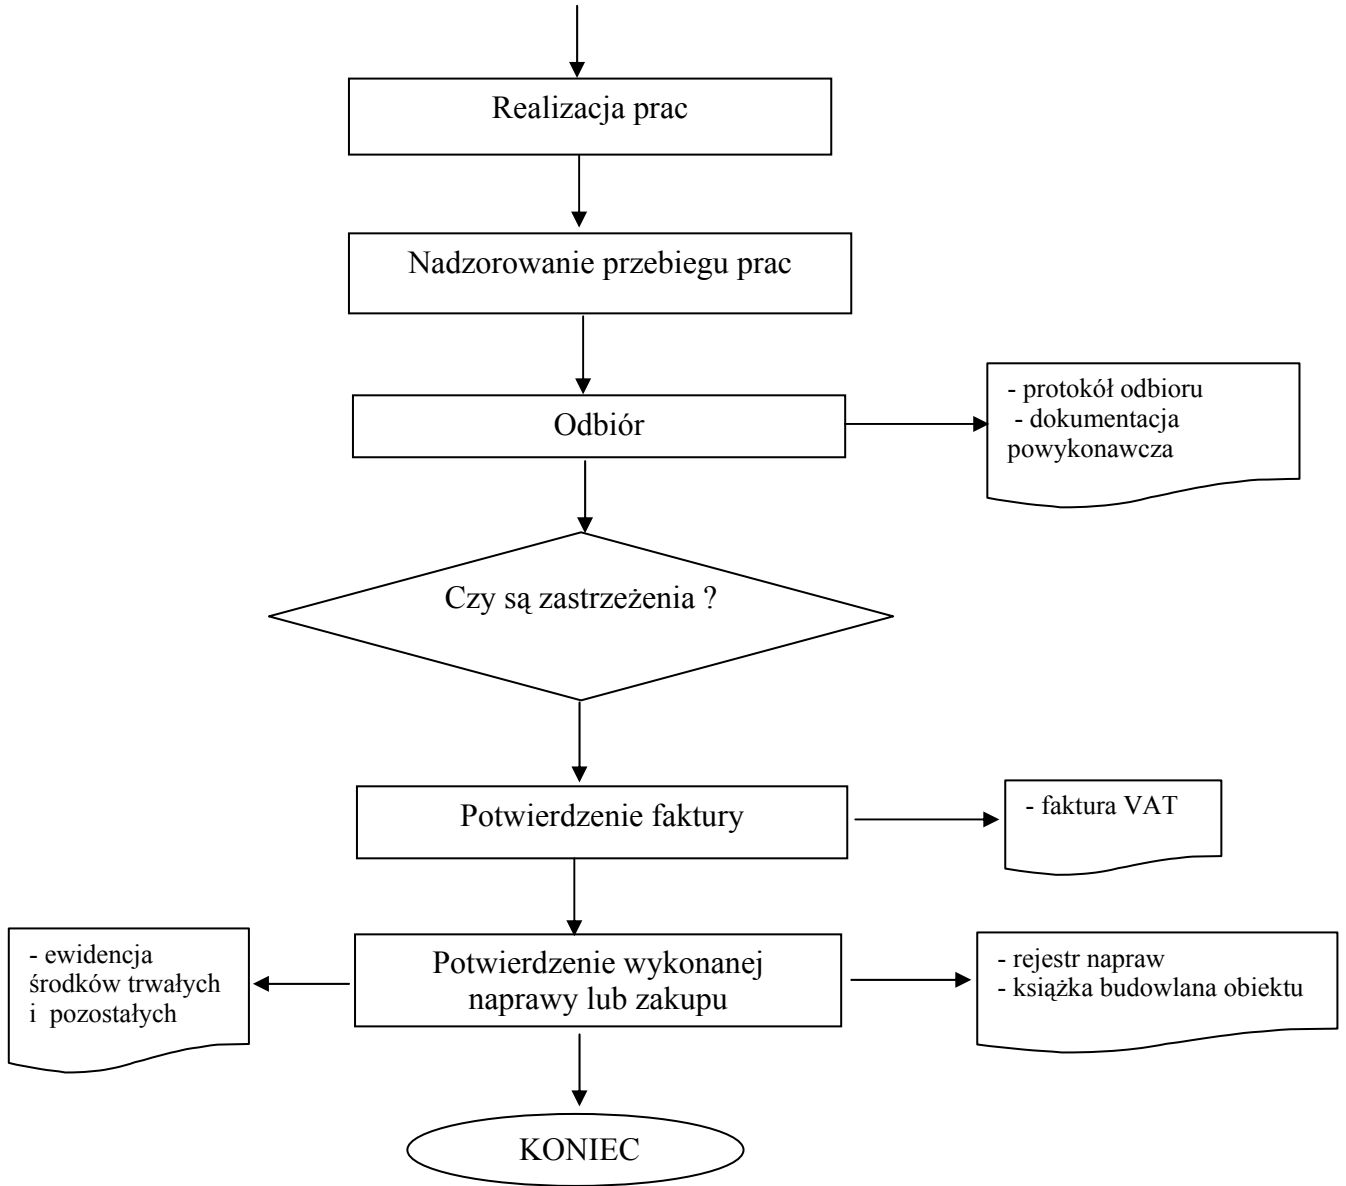 Realizacja prac
Nadzorowanie przebiegu prac
Odbiór
- protokół odbioru
- dokumentacja
powykonawcza
Czy są zastrzeżenia ?
Potwierdzenie faktury
- faktura VAT
- ewidencja
środków trwałych
i pozostałych
Potwierdzenie wykonanej
naprawy lub zakupu
- rejestr napraw
- książka budowlana obiektu
KONIEC